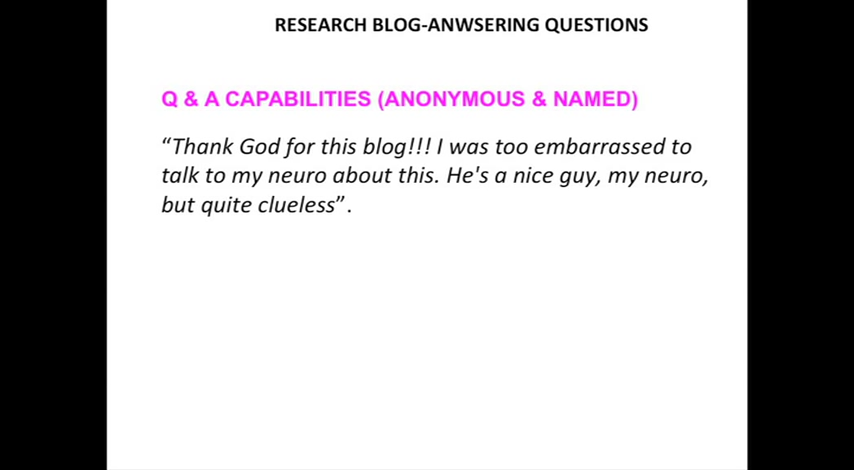 RESEARCH BLOG-ANWSERING QUESTIONS
Q & A CAPABILITIES (ANONYMOUS & NAMED)
“Thank God for this blog!!! I was too embarrassed to
talk to my neuro about this. He's a nice guy, my neuro,
but quite clueless”.